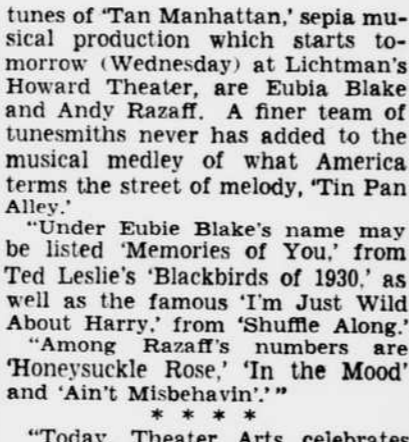 tunes of 'Tan Manhattan,' sepia mu-
sical production which starts to-
morrow (Wednesday) at Lichtman's
Howard Theater, are Eubia Blake
and Andy Razaff. A finer team of
tunesmiths never has added to the
musical medley of what America
terms the street of melody, 'Tin Pan
Alley.'
"Under Eubie Blake's name may
be listed 'Memories of You,' from
Ted Leslie's 'Blackbirds of 1930,' as
well as the famous 'I'm Just Wild
About Harry,' from 'Shuffle Along.'
"Among Razaff's numbers are
'Honeysuckle Rose,' 'In the Mood'
and 'Ain't Misbehavin'.'"
* * * *
"Today Theater Arts celebrates